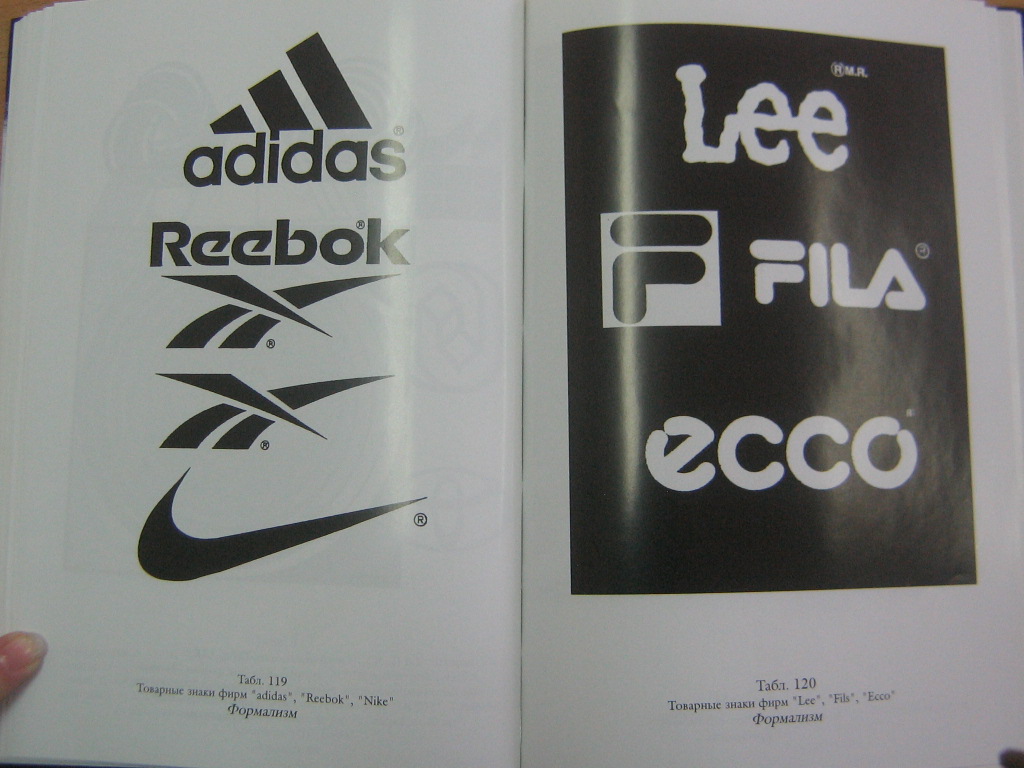 adidas®
Reebok®
®
®
®
Табл. 119
Товарные знаки фирм "adidas", "Reebok", "Nike"
Формализм
Lee ® M.R.
F FILA ®
ecco
Табл. 120
Товарные знаки фирм "Lee", "Fils", "Ecco"
Формализм